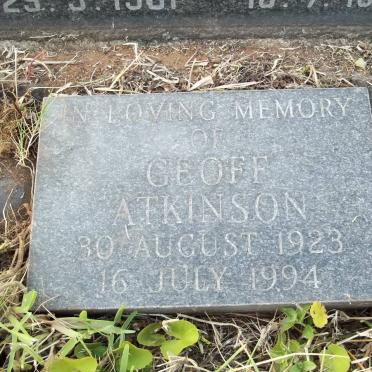 IN LOVING MEMORY
OF
GEOFF
ATKINSON
30 AUGUST 1923
16 JULY 1994